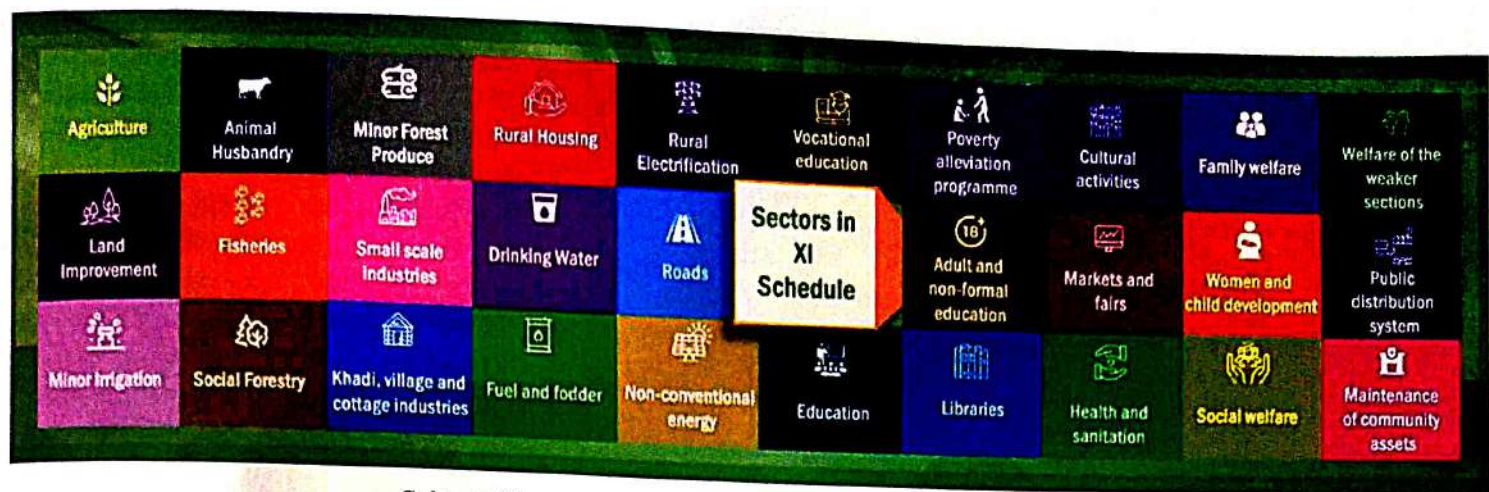 Agriculture
Animal
Husbandry
Minor Forest
Produce
Rural Housing
Rural
Electrification
Vocational
education
Poverty
alleviation
programme
Cultural
activities
Family welfare
Welfare of the
weaker
sections
Land
Improvement
Fisheries
Small scale
industries
Drinking Water
Roads
Sectors in
XI
Schedule
18+
Adult and
non-formal
education
Markets and
fairs
Women and
child development
Public
distribution
system
Minor Irrigation
Social Forestry
Khadi, village and
cottage industries
Fuel and fodder
Non-conventional
energy
Education
Libraries
Health and
sanitation
Social welfare
Maintenance
of community
assets